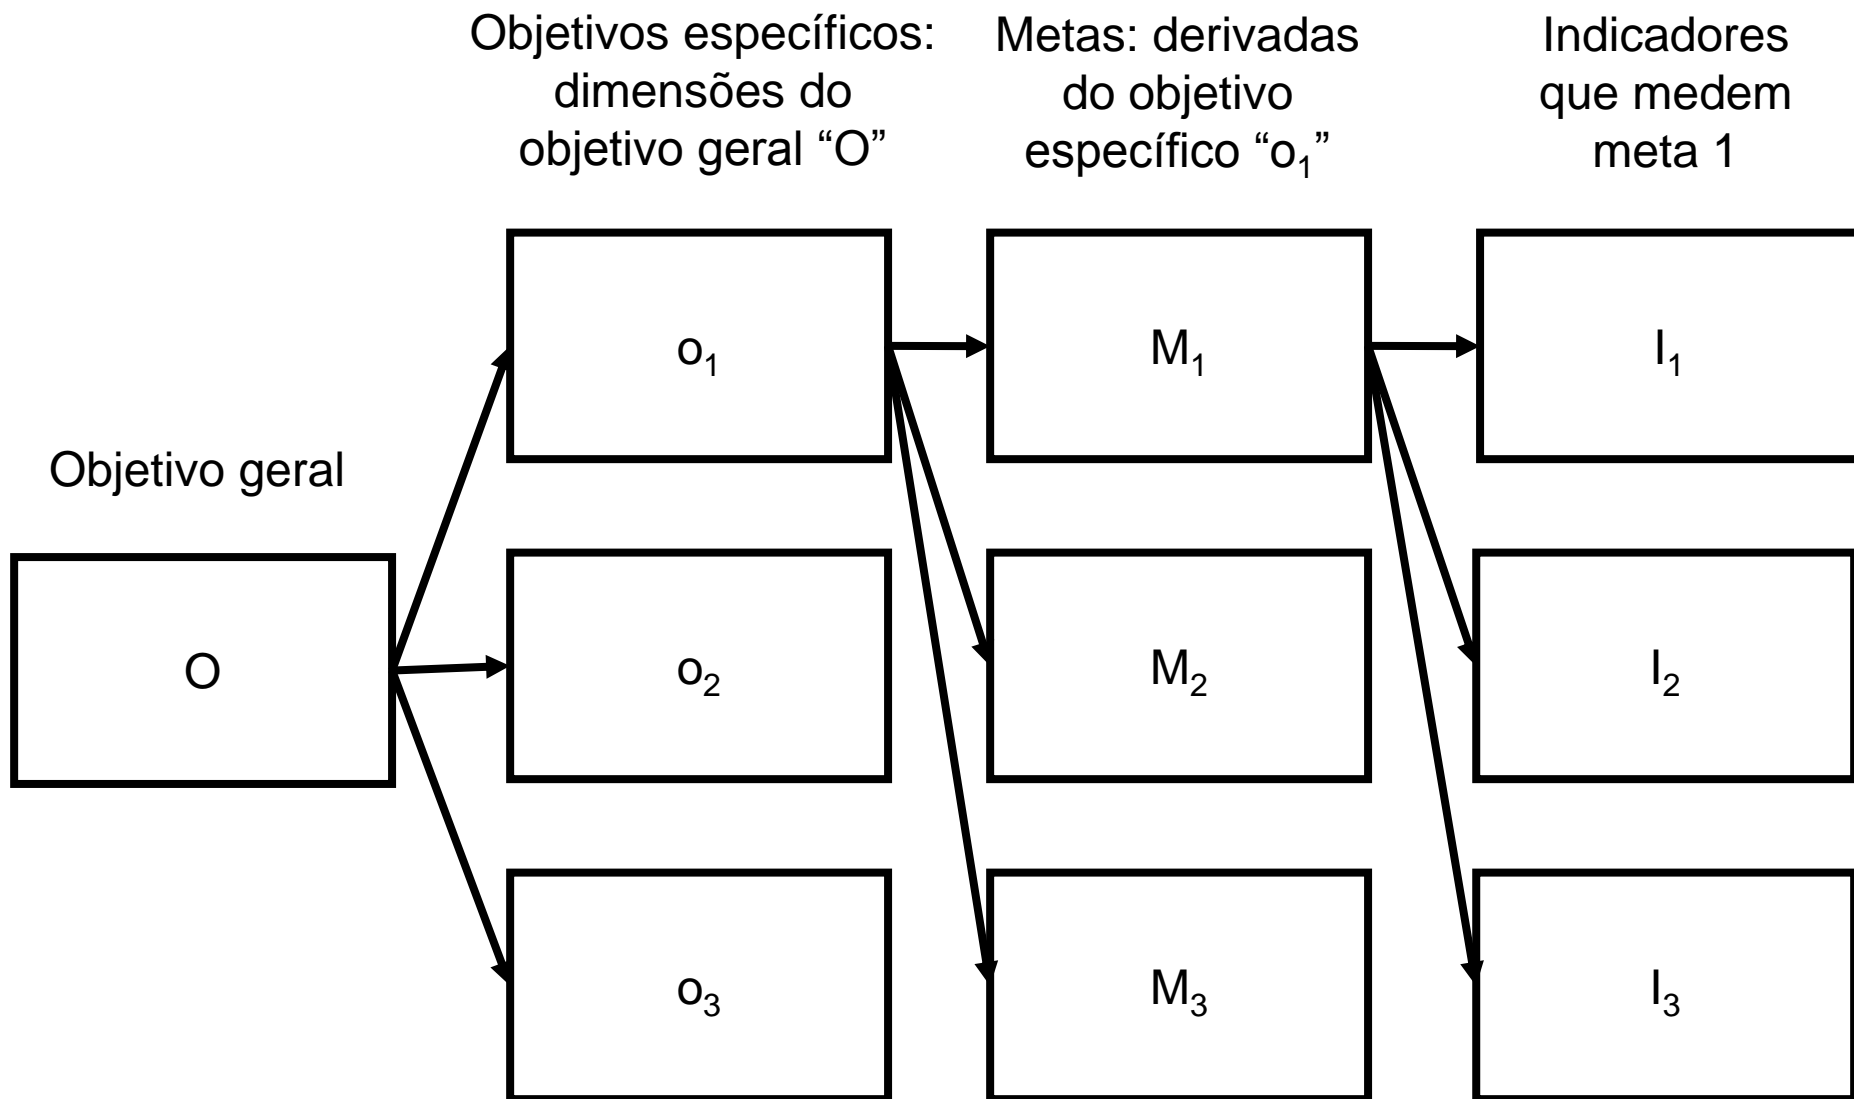 Objetivos específicos:
dimensões do
objetivo geral “O”
Metas: derivadas
do objetivo
específico “o₁”
Indicadores
que medem
meta 1
Objetivo geral
O
o₁
M₁
I₁
o₂
M₂
I₂
o₃
M₃
I₃